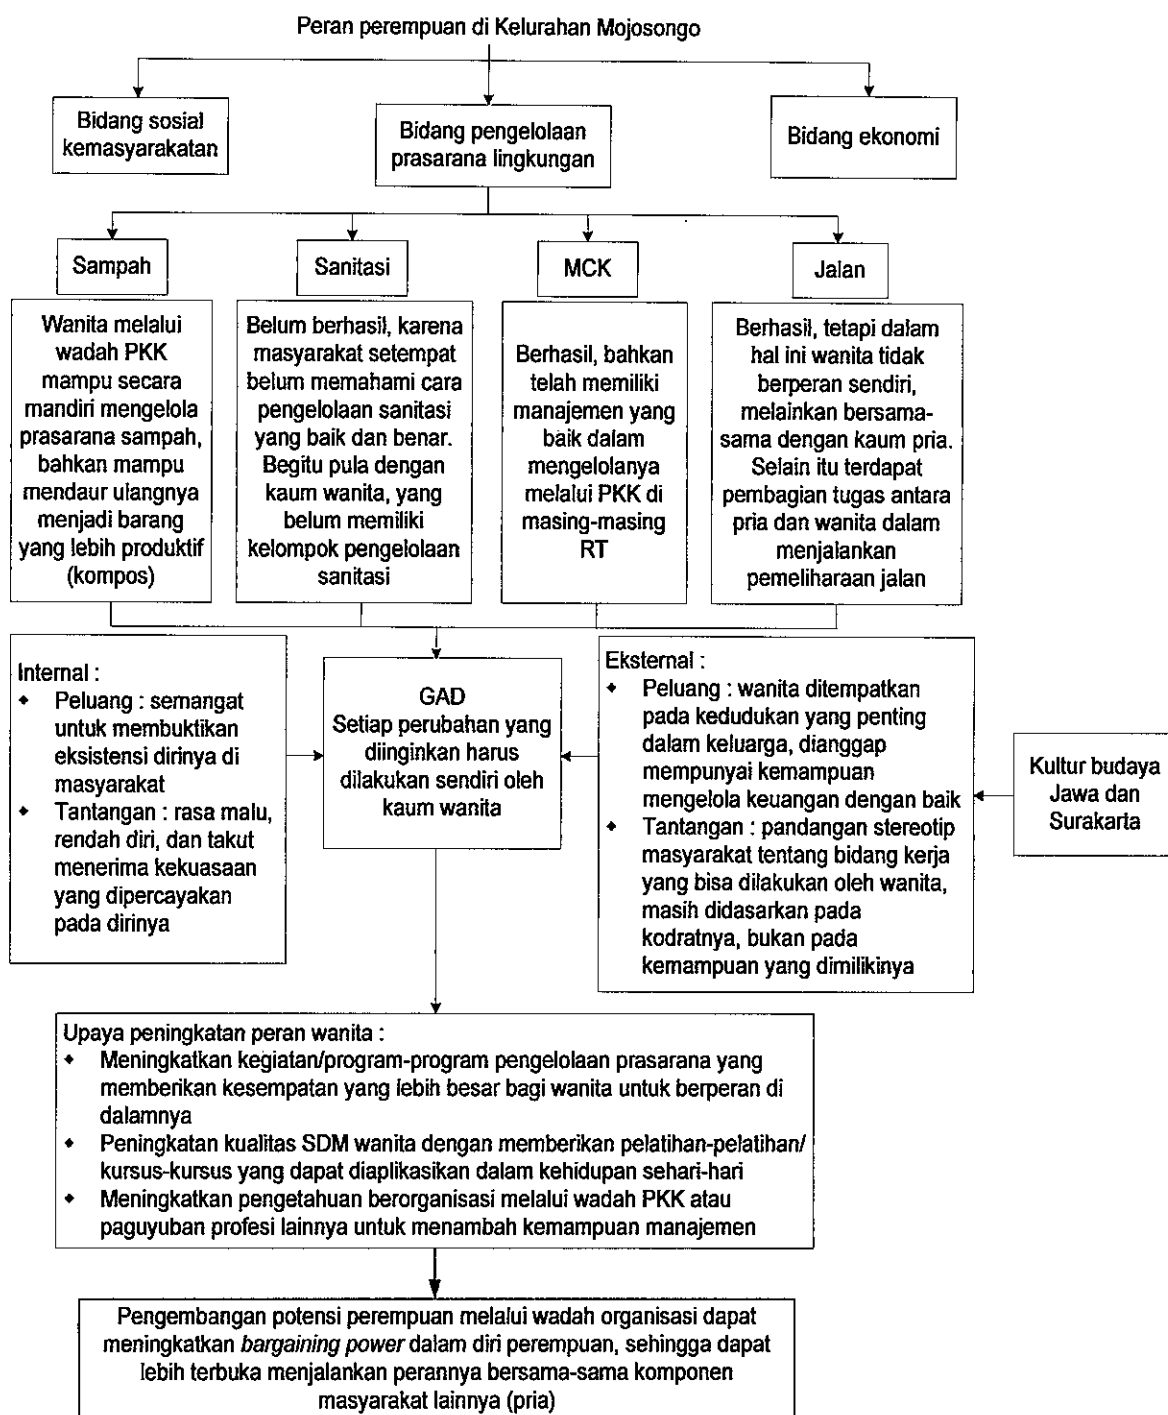 Peran perempuan di Kelurahan Mojosongo
Bidang sosial
kemasyarakatan
Bidang pengelolaan
prasarana lingkungan
Bidang ekonomi
Sampah
Sanitasi
MCK
Jalan
Wanita melalui
wadah PKK
mampu secara
mandiri mengelola
prasarana sampah,
bahkan mampu
mendaur ulangnya
menjadi barang
yang lebih produktif
(kompos)
Belum berhasil, karena
masyarakat setempat
belum memahami cara
pengelolaan sanitasi
yang baik dan benar.
Begitu pula dengan
kaum wanita, yang
belum memiliki
kelompok pengelolaan
sanitasi
Berhasil, bahkan
telah memiliki
manajemen yang
baik dalam
mengelolanya
melalui PKK di
masing-masing
RT
Berhasil, tetapi dalam
hal ini wanita tidak
berperan sendiri,
melainkan bersama-
sama dengan kaum pria.
Selain itu terdapat
pembagian tugas antara
pria dan wanita dalam
menjalankan
pemeliharaan jalan
Internal :
◆ Peluang : semangat
untuk membuktikan
eksistensi dirinya di
masyarakat
◆ Tantangan : rasa malu,
rendah diri, dan takut
menerima kekuasaan
yang dipercayakan
pada dirinya
GAD
Setiap perubahan yang
diinginkan harus
dilakukan sendiri oleh
kaum wanita
Eksternal :
◆ Peluang : wanita ditempatkan
pada kedudukan yang penting
dalam keluarga, dianggap
mempunyai kemampuan
mengelola keuangan dengan baik
◆ Tantangan : pandangan stereotip
masyarakat tentang bidang kerja
yang bisa dilakukan oleh wanita,
masih didasarkan pada
kodratnya, bukan pada
kemampuan yang dimilikinya
Kultur budaya
Jawa dan
Surakarta
Upaya peningkatan peran wanita :
◆ Meningkatkan kegiatan/program-program pengelolaan prasarana yang
memberikan kesempatan yang lebih besar bagi wanita untuk berperan di
dalamnya
◆ Peningkatan kualitas SDM wanita dengan memberikan pelatihan-pelatihan/
kursus-kursus yang dapat diaplikasikan dalam kehidupan sehari-hari
◆ Meningkatkan pengetahuan berorganisasi melalui wadah PKK atau
paguyuban profesi lainnya untuk menambah kemampuan manajemen
Pengembangan potensi perempuan melalui wadah organisasi dapat
meningkatkan bargaining power dalam diri perempuan, sehingga dapat
lebih terbuka menjalankan perannya bersama-sama komponen
masyarakat lainnya (pria)